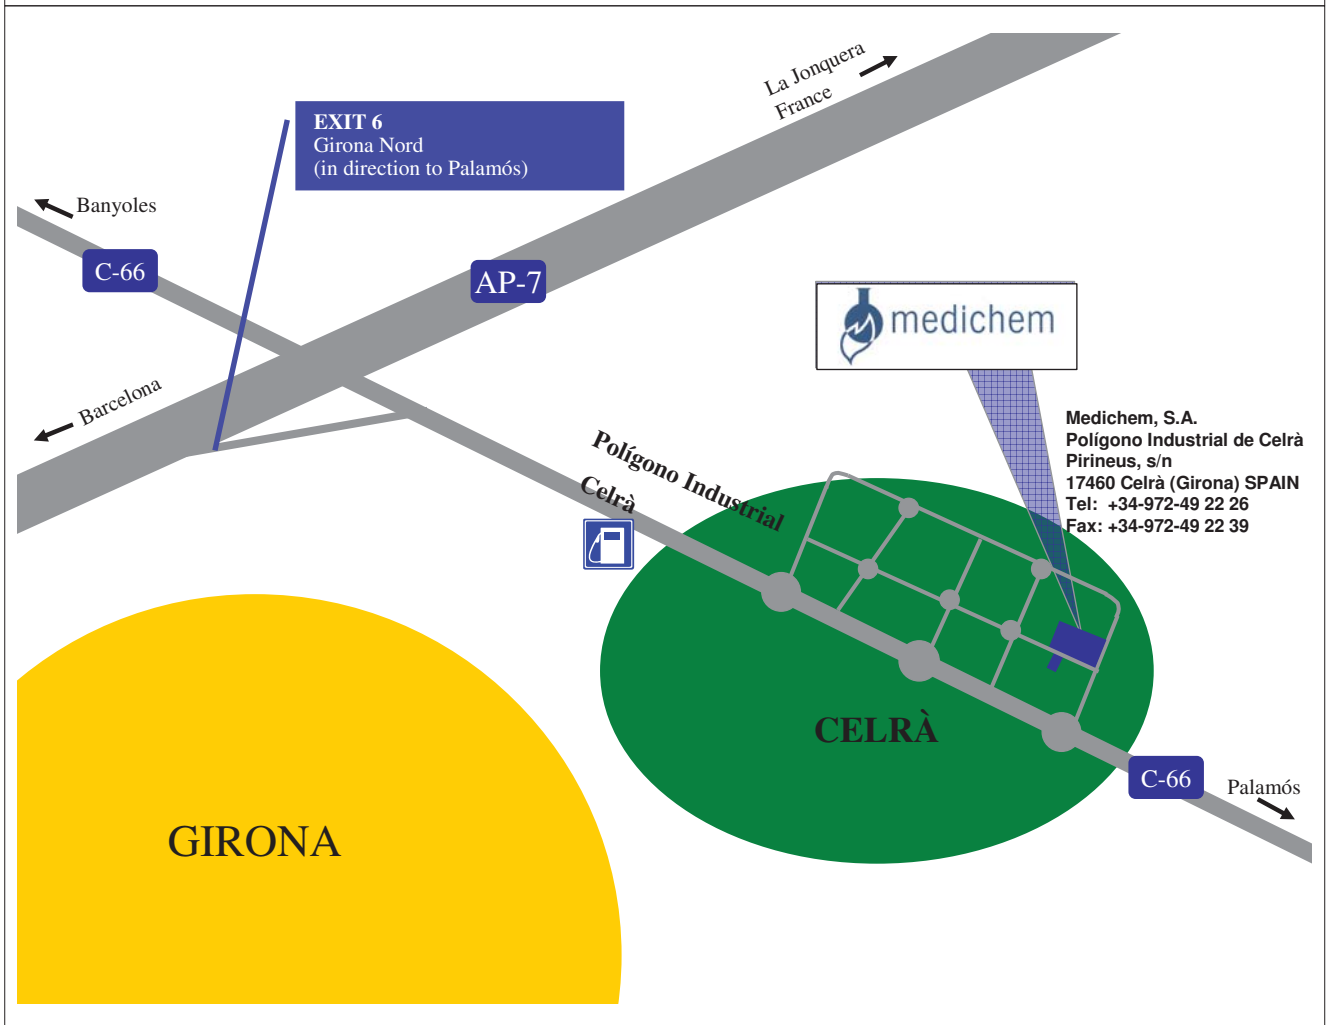 La Jonquera
France
EXIT 6
Girona Nord
(in direction to Palamós)
Banyoles
C-66
AP-7
medichem
Barcelona
Medichem, S.A.
Polígono Industrial de Celrà
Pirineus, s/n
17460 Celrà (Girona) SPAIN
Tel: +34-972-49 22 26
Fax: +34-972-49 22 39
Polígono Industrial
Celrà
CELRÀ
C-66
Palamós
GIRONA